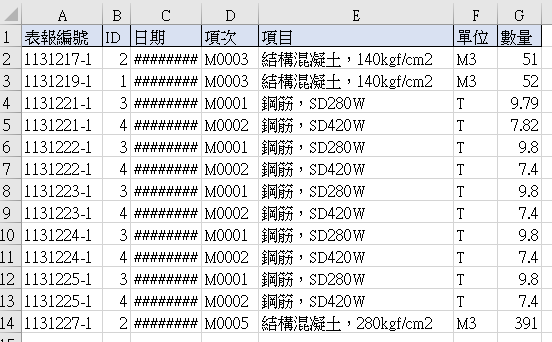 A B C D E F G
1 表報編號 ID 日期 項次 項目 單位 數量
2 1131217-1 2 ######## M0003 結構混凝土，140kgf/cm2 M3 51
3 1131219-1 1 ######## M0003 結構混凝土，140kgf/cm2 M3 52
4 1131221-1 3 ######## M0001 鋼筋，SD280W T 9.79
5 1131221-1 4 ######## M0002 鋼筋，SD420W T 7.82
6 1131222-1 3 ######## M0001 鋼筋，SD280W T 9.8
7 1131222-1 4 ######## M0002 鋼筋，SD420W T 7.4
8 1131223-1 3 ######## M0001 鋼筋，SD280W T 9.8
9 1131223-1 4 ######## M0002 鋼筋，SD420W T 7.4
10 1131224-1 3 ######## M0001 鋼筋，SD280W T 9.8
11 1131224-1 4 ######## M0002 鋼筋，SD420W T 7.4
12 1131225-1 3 ######## M0001 鋼筋，SD280W T 9.8
13 1131225-1 4 ######## M0002 鋼筋，SD420W T 7.4
14 1131227-1 2 ######## M0005 結構混凝土，280kgf/cm2 M3 391